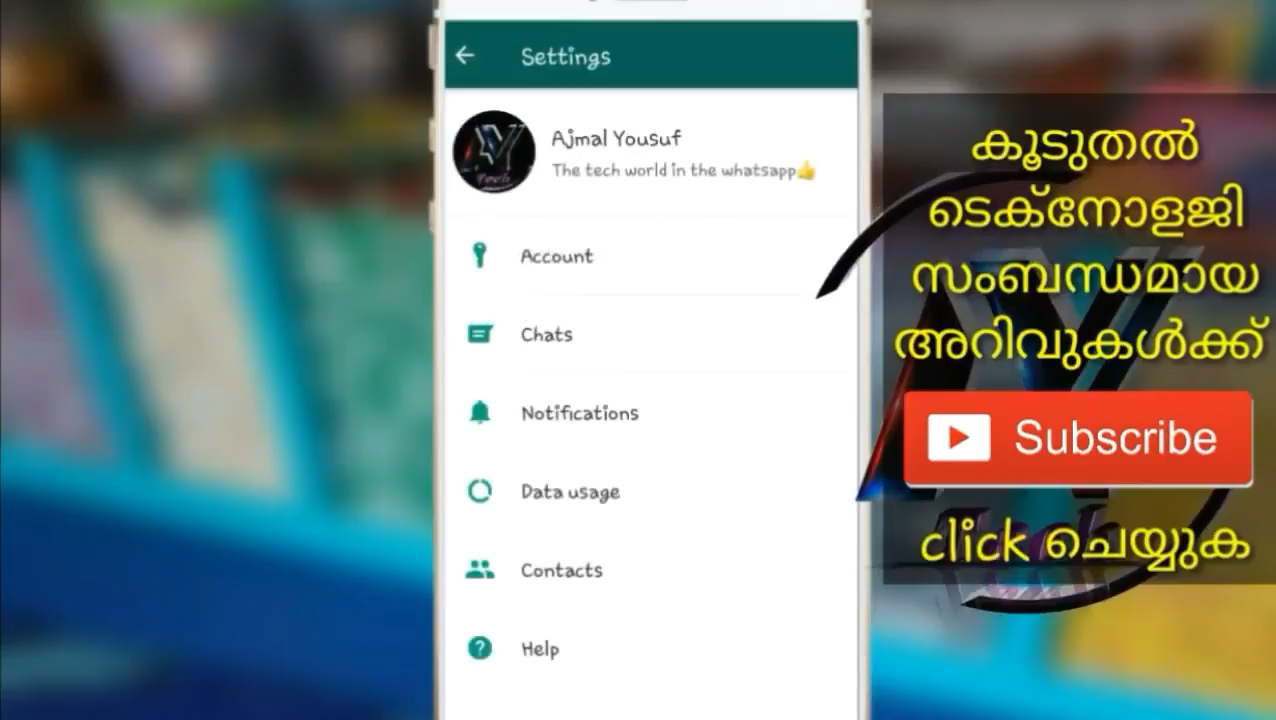 Settings
Ajmal Yousuf
The tech world in the whatsapp👍
Account
Chats
Notifications
Data usage
Contacts
Help
കൂടുതൽ
ടെക്നോളജി
സംബന്ധമായ
അറിവുകൾക്ക്
Subscribe
click ചെയ്യുക